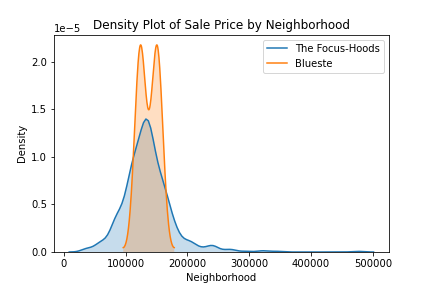 Density Plot of Sale Price by Neighborhood
1e−5
The Focus-Hoods
Blueste
2.0
1.5
1.0
0.5
0.0
Density
0 100000 200000 300000 400000 500000
Neighborhood